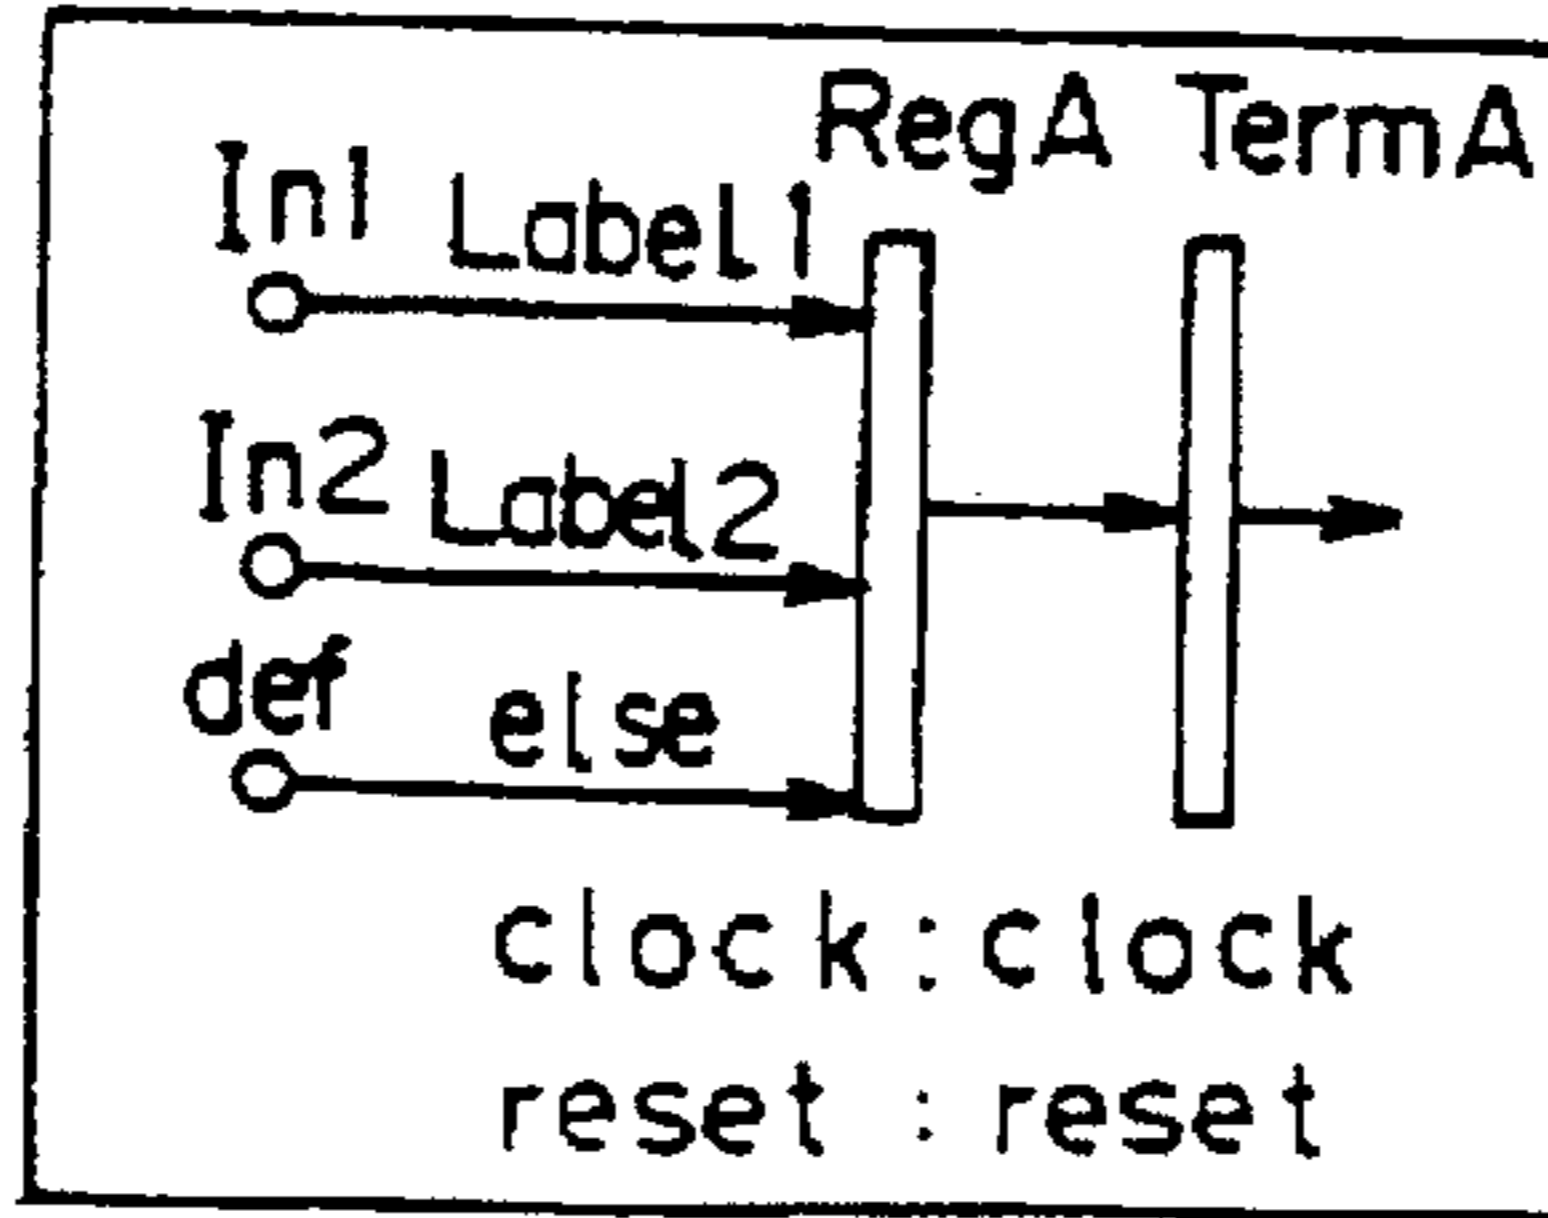 RegA TermA
In1 Label1
In2 Label2
def else
clock:clock
reset:reset